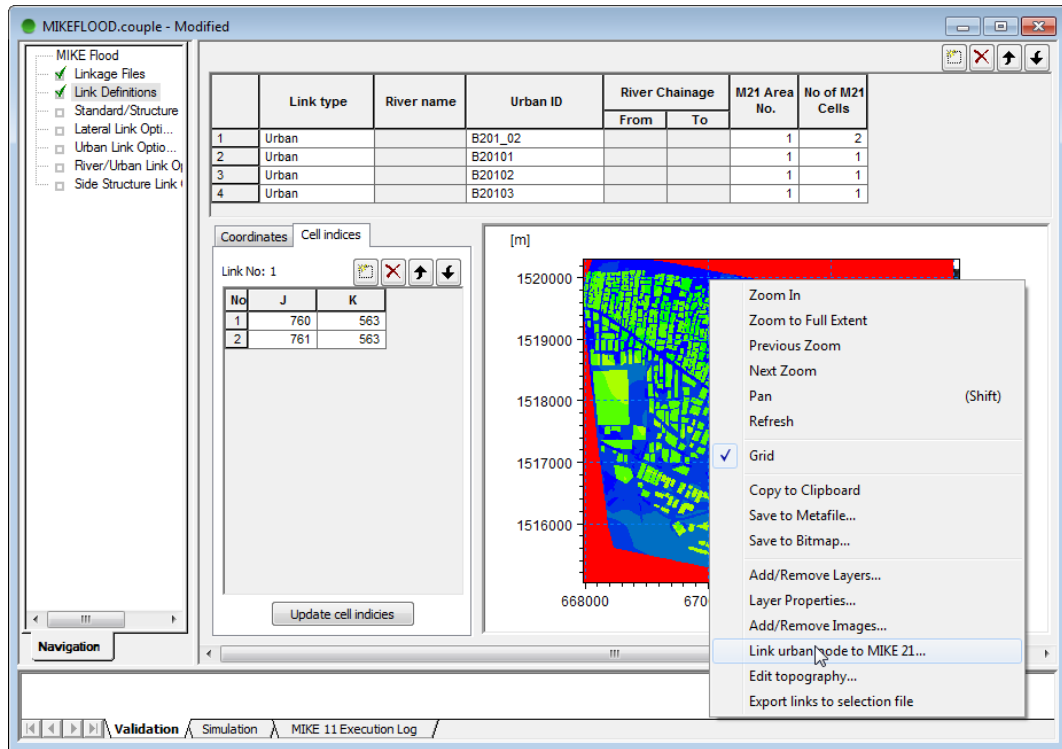 MIKEFLOOD.couple - Modified
MIKE Flood
Linkage Files
Link Definitions
Standard/Structure
Lateral Link Opti...
Urban Link Optio...
River/Urban Link O
Side Structure Link
Link type River name Urban ID River Chainage M21 Area No. No of M21 Cells
From To
1 Urban B201_02 1 2
2 Urban B20101 1 1
3 Urban B20102 1 1
4 Urban B20103 1 1
Coordinates Cell indices
Link No: 1
No J K
1 760 563
2 761 563
Update cell indicies
[m]
1520000
1519000
1518000
1517000
1516000
668000 670
Zoom In
Zoom to Full Extent
Previous Zoom
Next Zoom
Pan (Shift)
Refresh
Grid
Copy to Clipboard
Save to Metafile...
Save to Bitmap...
Add/Remove Layers...
Layer Properties...
Add/Remove Images...
Link urban node to MIKE 21...
Edit topography...
Export links to selection file
Navigation
Validation Simulation MIKE 11 Execution Log